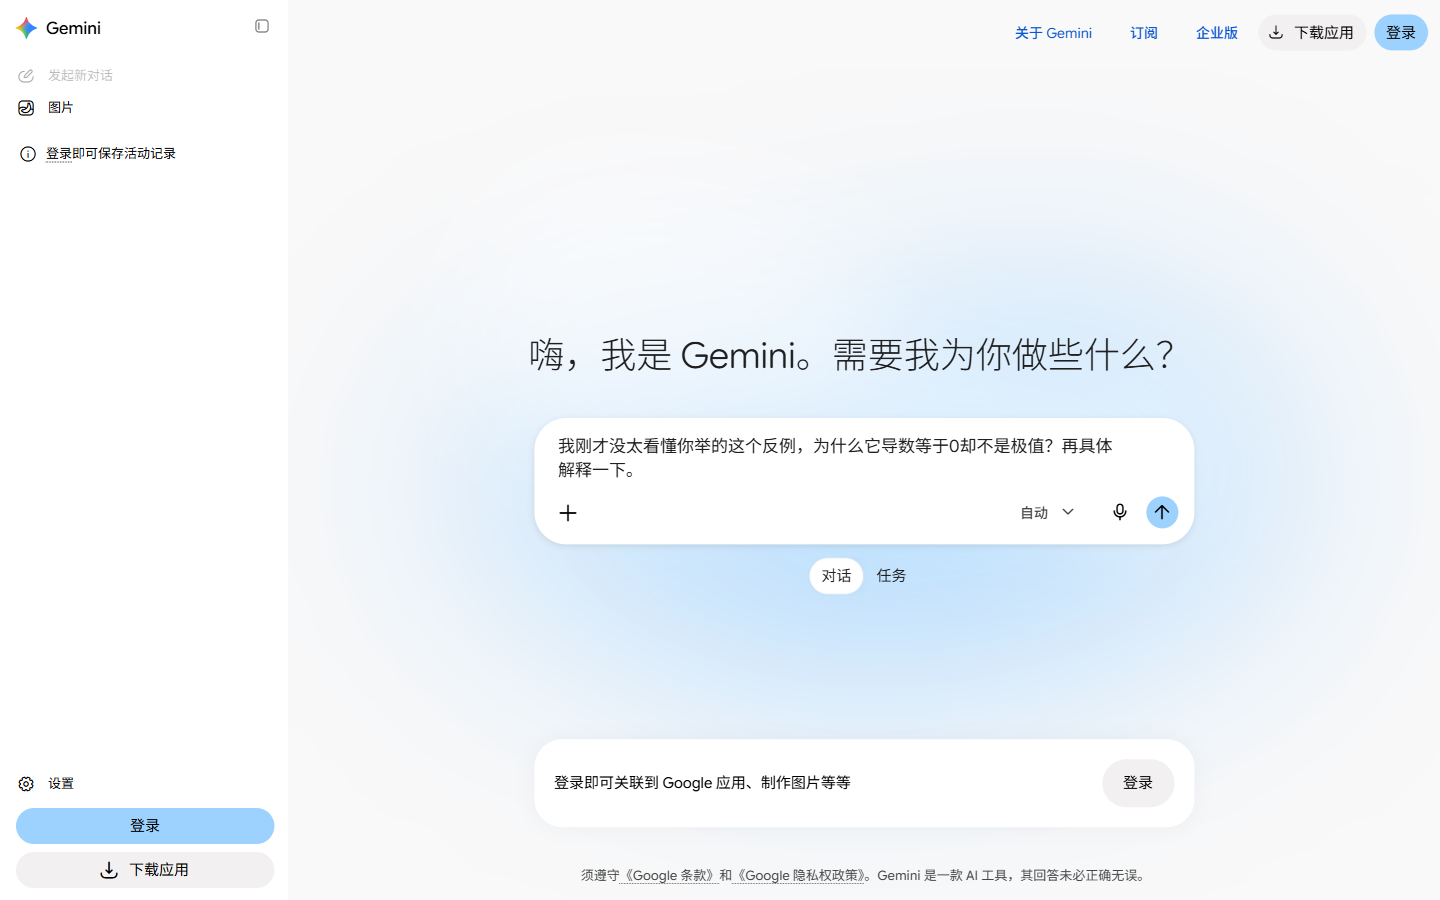 Gemini
发起新对话
图片
登录即可保存活动记录
设置
登录
下载应用
关于 Gemini
订阅
企业版
下载应用
登录
嗨，我是 Gemini。需要我为你做些什么？
我刚才没太看懂你举的这个反例，为什么它导数等于0却不是极值？再具体
解释一下。
自动
对话
任务
登录即可关联到 Google 应用、制作图片等等
登录
须遵守《Google 条款》和《Google 隐私权政策》。Gemini 是一款 AI 工具，其回答未必正确无误。